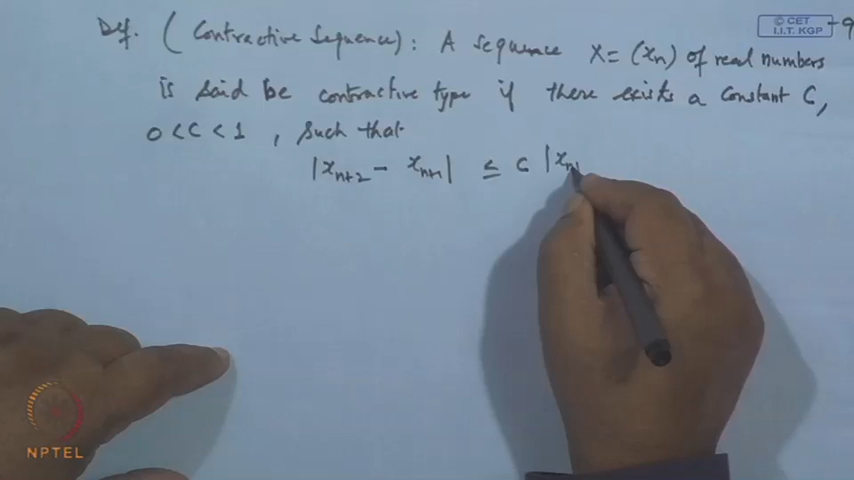 © CET
I.I.T. KGP
Def. (Contractive Sequence): A sequence X=(xn) of real numbers
is said be contractive type if there exists a constant C,
0<C<1, such that
|xn+2 - xn+1| ≤ C |xn
NPTEL